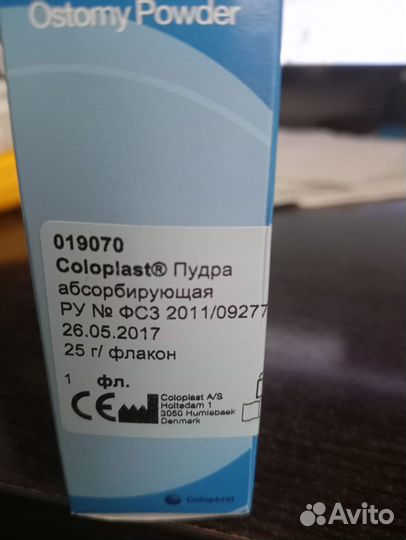 Ostomy Powder
019070
Coloplast® Пудра
абсорбирующая
РУ № ФСЗ 2011/09277
26.05.2017
25 г/ флакон
1 фл.
CE
Coloplast A/S
Holtedam 1
3050 Humlebaek
Denmark
Coloplast
Avito